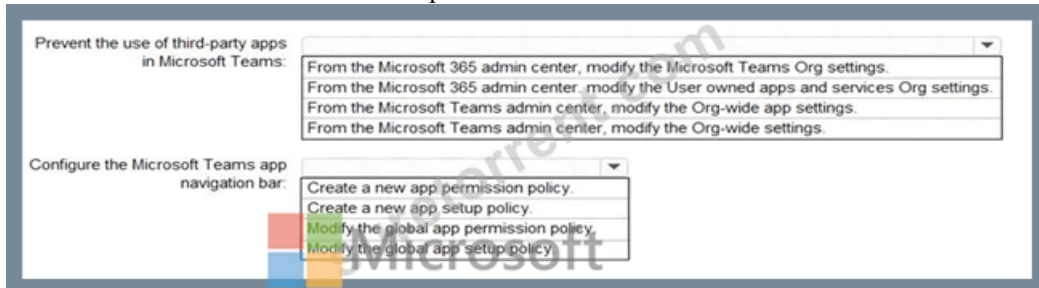 Prevent the use of third-party apps
in Microsoft Teams:
From the Microsoft 365 admin center, modify the Microsoft Teams Org settings.
From the Microsoft 365 admin center, modify the User owned apps and services Org settings.
From the Microsoft Teams admin center, modify the Org-wide app settings.
From the Microsoft Teams admin center, modify the Org-wide settings.
Configure the Microsoft Teams app
navigation bar:
Create a new app permission policy.
Create a new app setup policy.
Modify the global app permission policy.
Modify the global app setup policy.
Microsoft